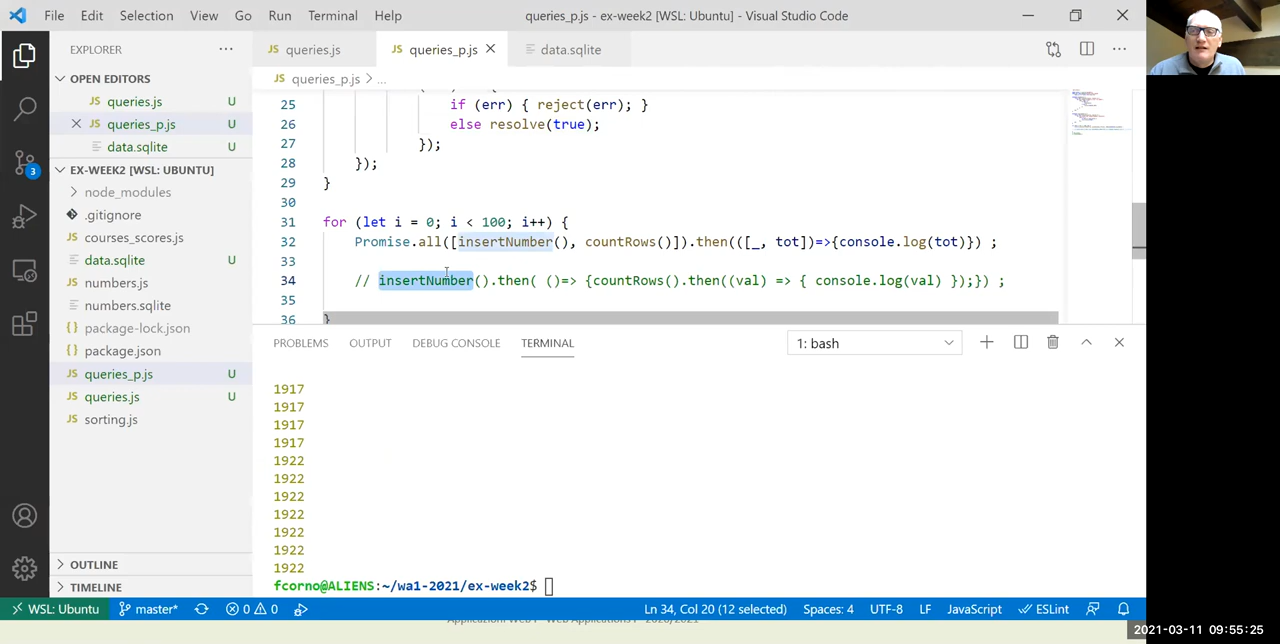 File Edit Selection View Go Run Terminal Help queries_p.js - ex-week2 [WSL: Ubuntu] - Visual Studio Code
EXPLORER
OPEN EDITORS
queries.js U
queries_p.js U
data.sqlite U
EX-WEEK2 [WSL: UBUNTU]
node_modules
.gitignore
courses_scores.js
data.sqlite U
numbers.js
numbers.sqlite
package-lock.json
package.json
queries_p.js U
queries.js U
sorting.js
OUTLINE
TIMELINE
3
queries.js queries_p.js data.sqlite
queries_p.js > ...
25 if (err) { reject(err); }
26 else resolve(true);
27 });
28 });
29 }
30
31 for (let i = 0; i < 100; i++) {
32 Promise.all([insertNumber(), countRows()]).then(([_, tot])=>{console.log(tot)}) ;
33
34 // insertNumber().then( ()=> {countRows().then((val) => { console.log(val) });}) ;
35
36 }
PROBLEMS OUTPUT DEBUG CONSOLE TERMINAL 1: bash
1917
1917
1917
1917
1922
1922
1922
1922
1922
1922
1922
fcorno@ALIENS:~/wa1-2021/ex-week2$
WSL: Ubuntu master* 0 0 Ln 34, Col 20 (12 selected) Spaces: 4 UTF-8 LF JavaScript ESLint
2021-03-11 09:55:25